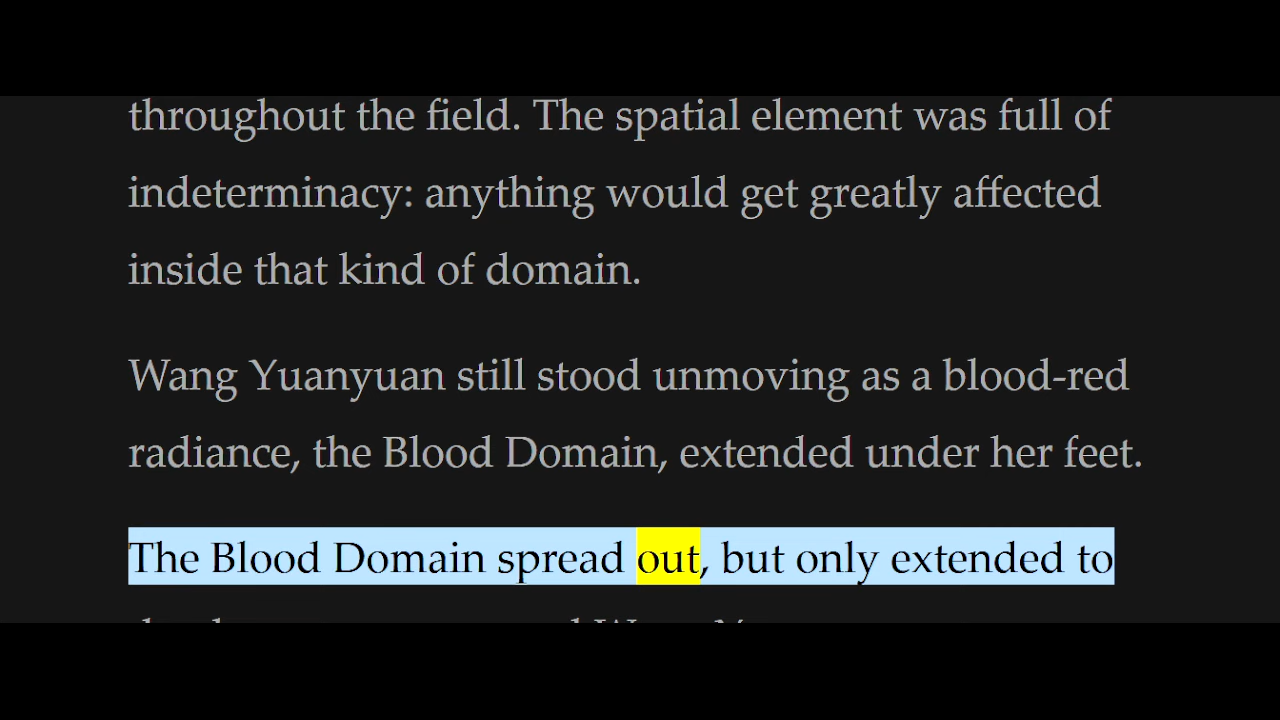 throughout the field. The spatial element was full of
indeterminacy: anything would get greatly affected
inside that kind of domain.
Wang Yuanyuan still stood unmoving as a blood-red
radiance, the Blood Domain, extended under her feet.
The Blood Domain spread out, but only extended to